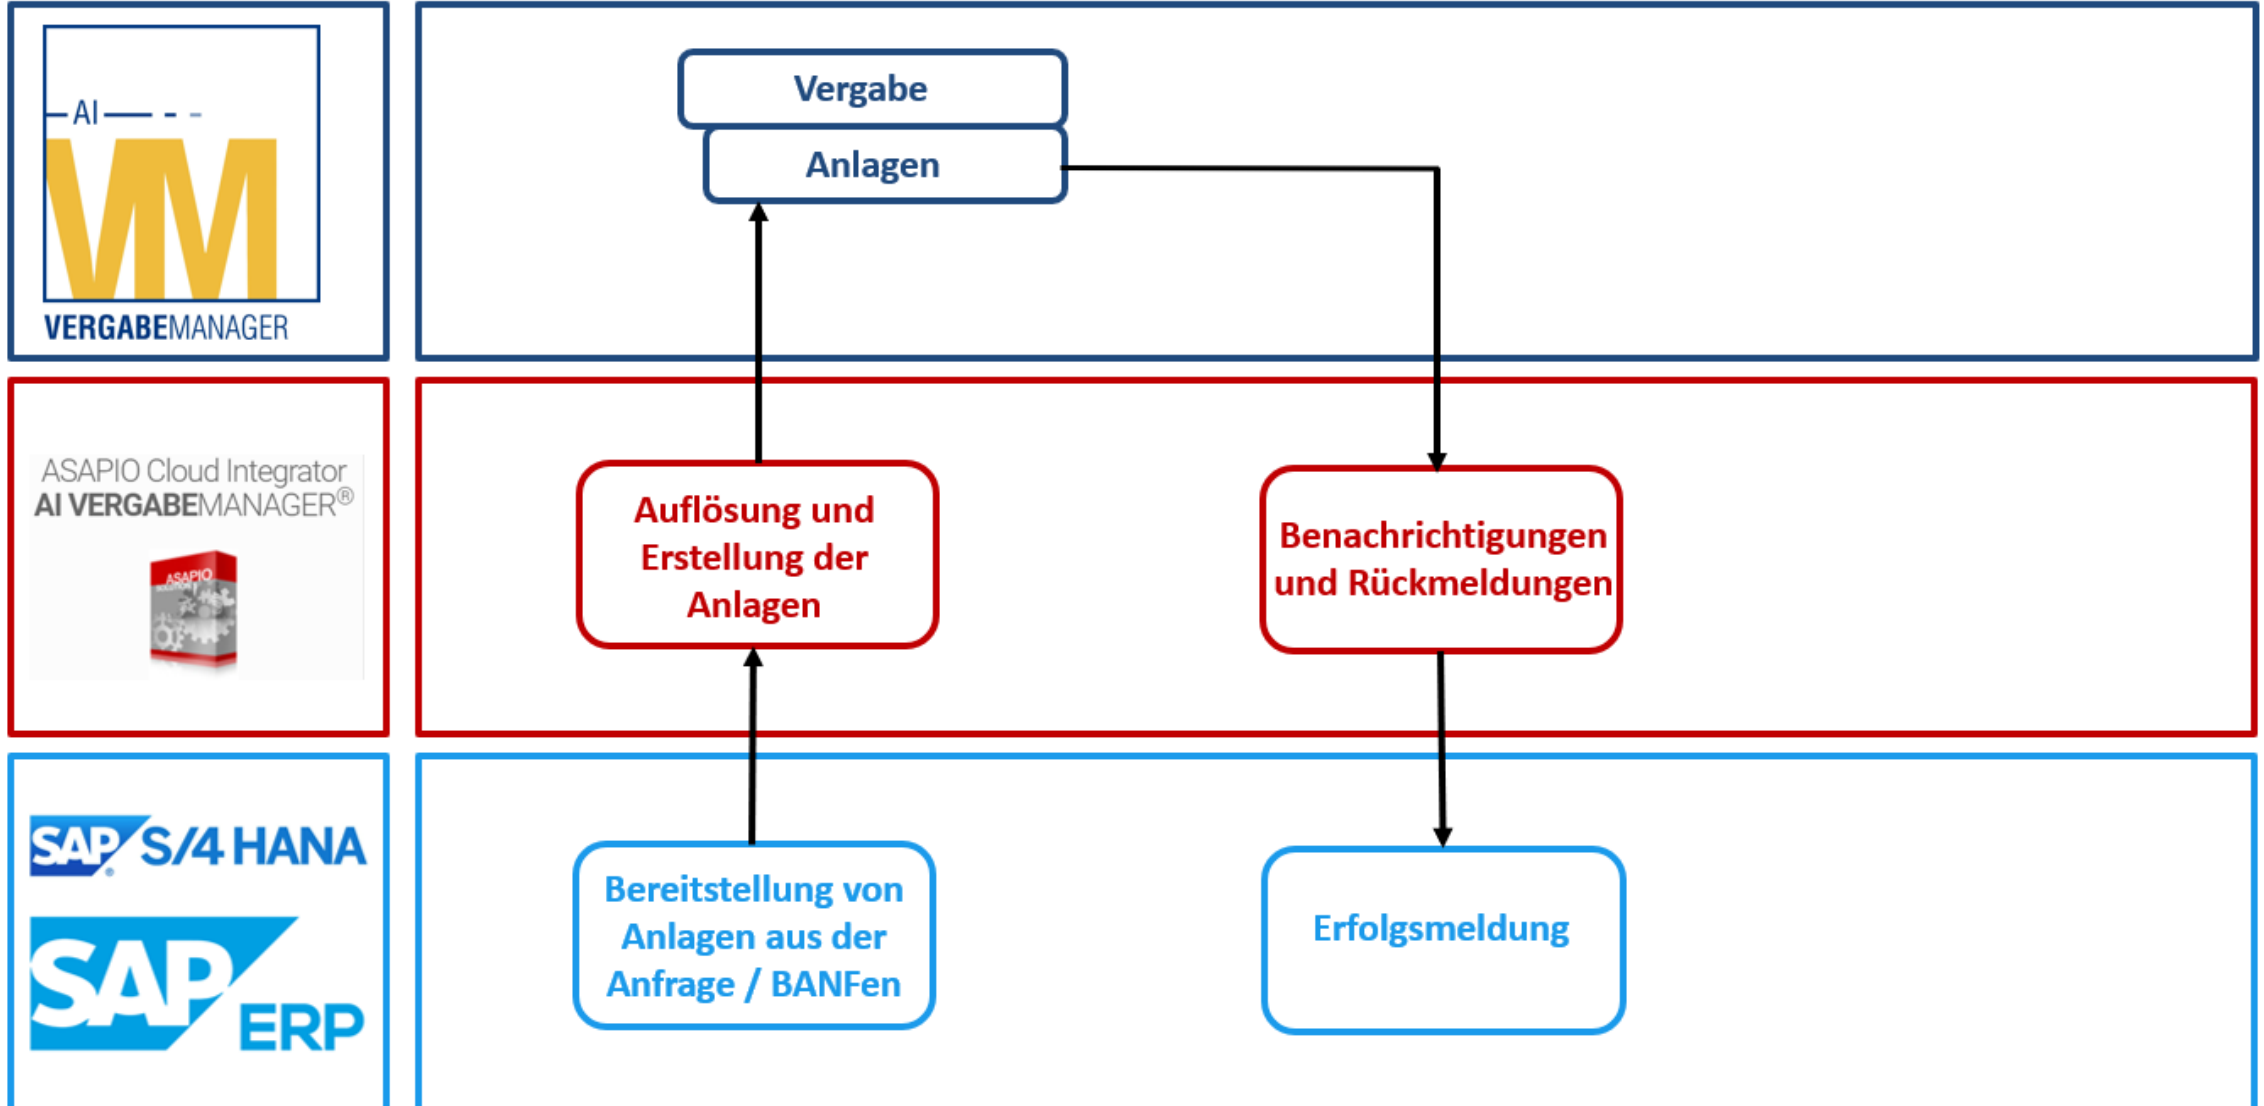 AI
VM
VERGABEMANAGER
Vergabe
Anlagen
ASAPIO Cloud Integrator
AI VERGABEMANAGER®
ASAPIO
Auflösung und
Erstellung der
Anlagen
Benachrichtigungen
und Rückmeldungen
SAP® S/4 HANA
SAP ERP
Bereitstellung von
Anlagen aus der
Anfrage / BANFen
Erfolgsmeldung